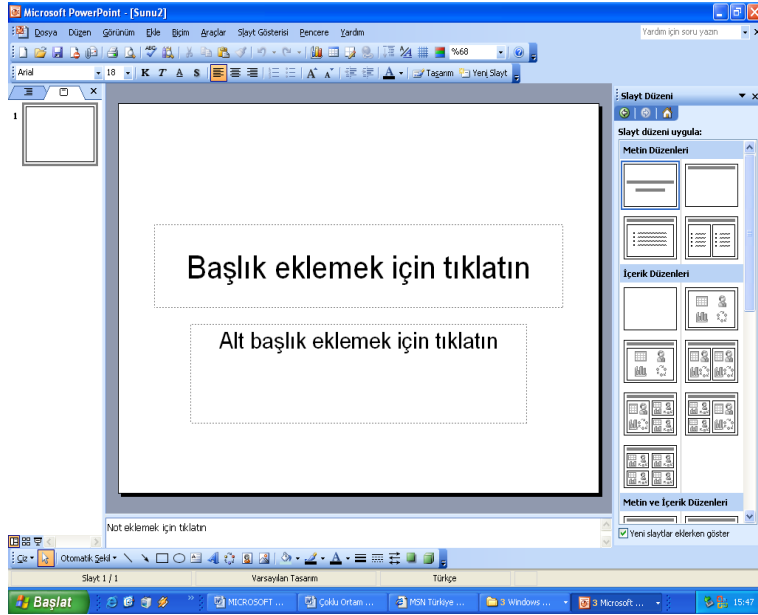 Microsoft PowerPoint - [Sunu2]
Dosya Düzen Görünüm Ekle Biçim Araçlar Slayt Gösterisi Pencere Yardım
Yardım için soru yazın
%68
Arial 18 K T A S Tasarım Yeni Slayt
Slayt Düzeni
1
Slayt düzeni uygula:
Metin Düzenleri
Başlık eklemek için tıklatın
İçerik Düzenleri
Alt başlık eklemek için tıklatın
Metin ve İçerik Düzenleri
Not eklemek için tıklatın
Yeni slaytlar eklerken göster
Çiz Otomatik Şekil
Slayt 1 / 1 Varsayılan Tasarım Türkçe
Başlat MICROSOFT ... Çoklu Ortam ... MSN Türkiye ... 3 Windows ... 3 Microsoft ... 15:47